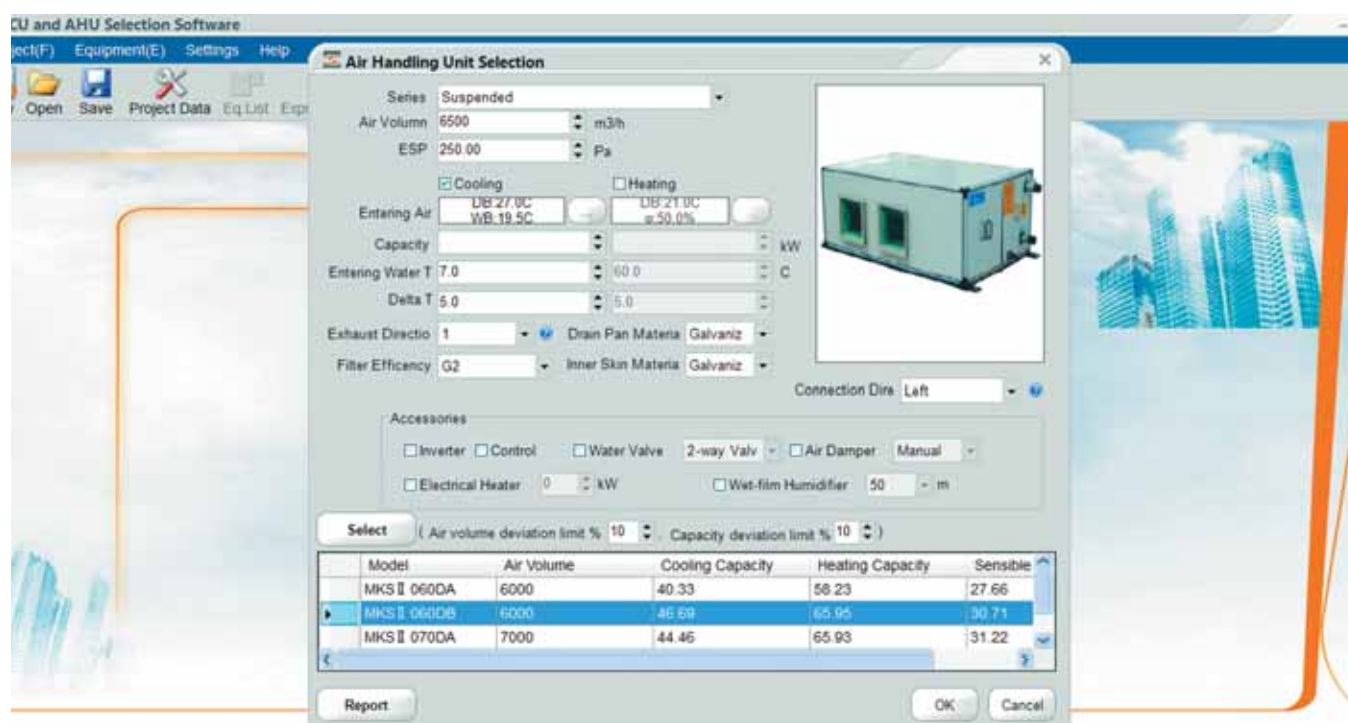 CU and AHU Selection Software
ject(F) Equipment(E) Settings Help
Air Handling Unit Selection
Open Save Project Data Eq List Exp
Series Suspended
Air Volumn 6500 m3/h
ESP 250.00 Pa
Cooling Heating
Entering Air DB:27.0C WB:19.5C ... DB:21.0C φ:50.0%
Capacity kW
Entering Water T 7.0 60.0 C
Delta T 5.0 5.0
Exhaust Directio 1 Drain Pan Materia Galvaniz
Filter Efficency G2 Inner Skin Materia Galvaniz
Connection Dire Left
Accessories
Inverter Control Water Valve 2-way Valv Air Damper Manual
Electrical Heater 0 kW Wet-film Humidifier 50 m
Select ( Air volume deviation limit % 10 , Capacity deviation limit % 10 )
Model Air Volume Cooling Capacity Heating Capacity Sensible
MKSⅡ 060DA 6000 40.33 58.23 27.66
MKSⅡ 060DB 6000 46.69 65.95 30.71
MKSⅡ 070DA 7000 44.46 65.93 31.22
Report OK Cancel